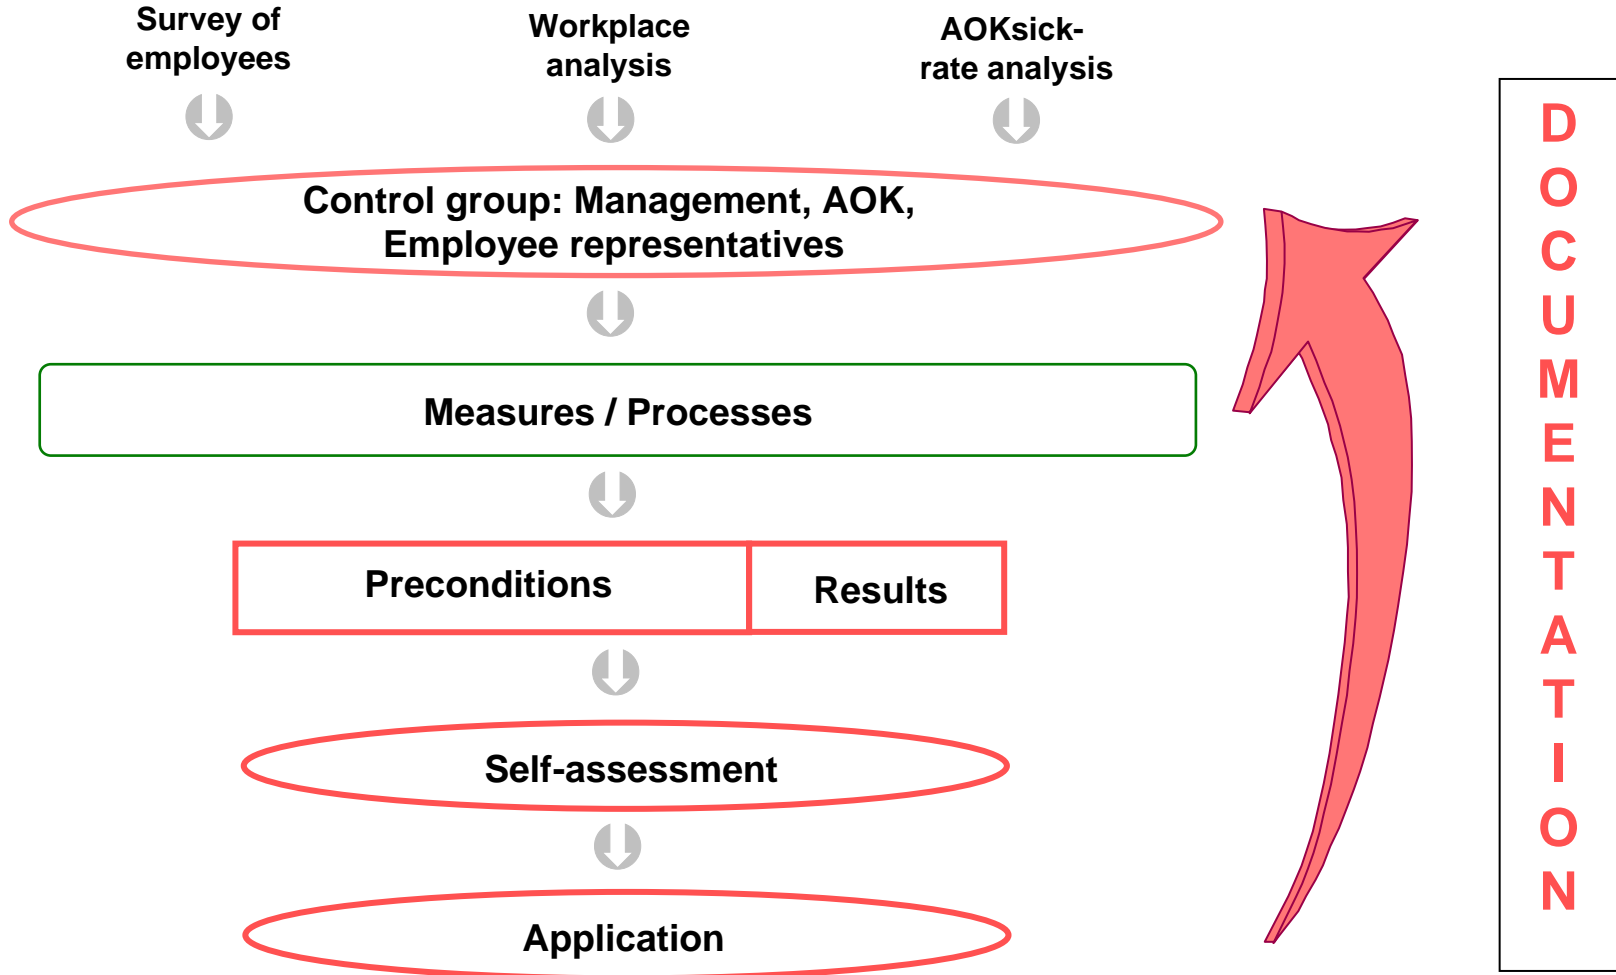 Survey of
employees
Workplace
analysis
AOKsick-
rate analysis
Control group: Management, AOK,
Employee representatives
Measures / Processes
Preconditions
Results
Self-assessment
Application
D
O
C
U
M
E
N
T
A
T
I
O
N